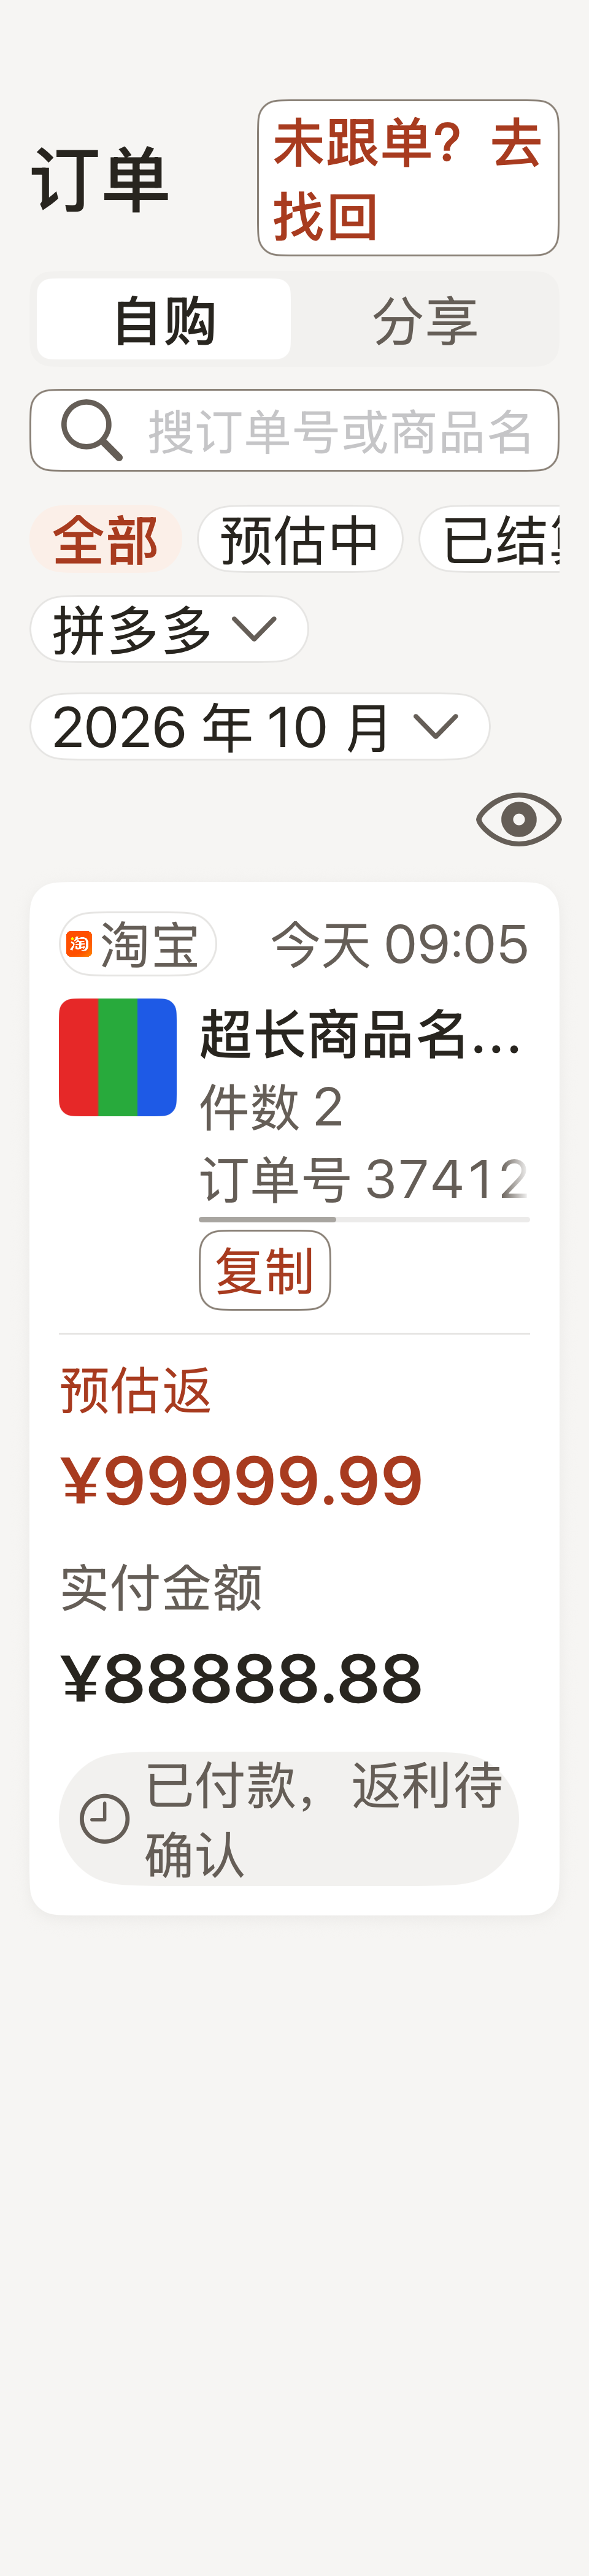 订单
未跟单？去
找回
自购
分享
搜订单号或商品名
全部
预估中
已结
拼多多
2026 年 10 月
淘 淘宝
今天 09:05
超长商品名...
件数 2
订单号 37412
复制
预估返
¥99999.99
实付金额
¥88888.88
已付款，返利待
确认